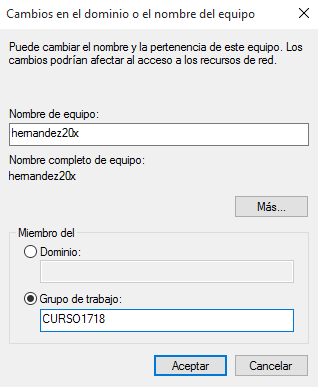 Cambios en el dominio o el nombre del equipo
Puede cambiar el nombre y la pertenencia de este equipo. Los
cambios podrían afectar al acceso a los recursos de red.
Nombre de equipo:
hernandez20x
Nombre completo de equipo:
hernandez20x
Más...
Miembro del
Dominio:
Grupo de trabajo:
CURSO1718
Aceptar
Cancelar